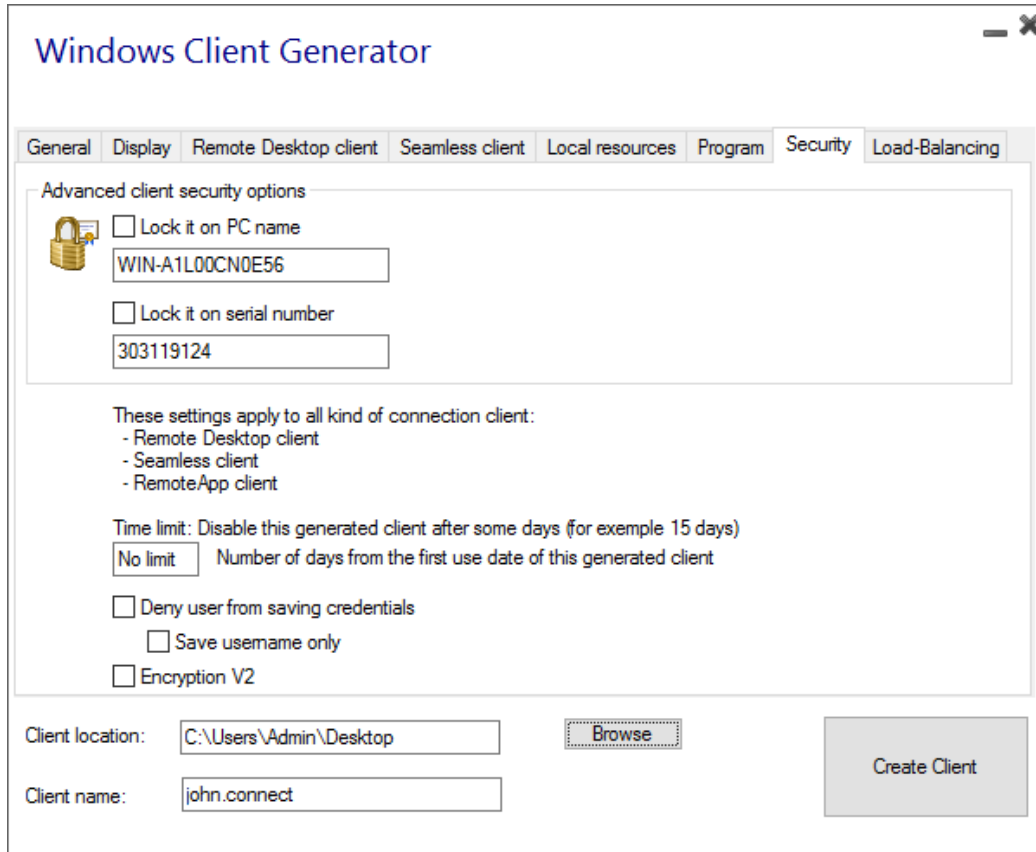 Windows Client Generator
General Display Remote Desktop client Seamless client Local resources Program Security Load-Balancing
Advanced client security options
Lock it on PC name
WIN-A1L00CN0E56
Lock it on serial number
303119124
These settings apply to all kind of connection client:
- Remote Desktop client
- Seamless client
- RemoteApp client
Time limit: Disable this generated client after some days (for exemple 15 days)
No limit Number of days from the first use date of this generated client
Deny user from saving credentials
Save username only
Encryption V2
Client location: C:\Users\Admin\Desktop Browse
Create Client
Client name: john.connect